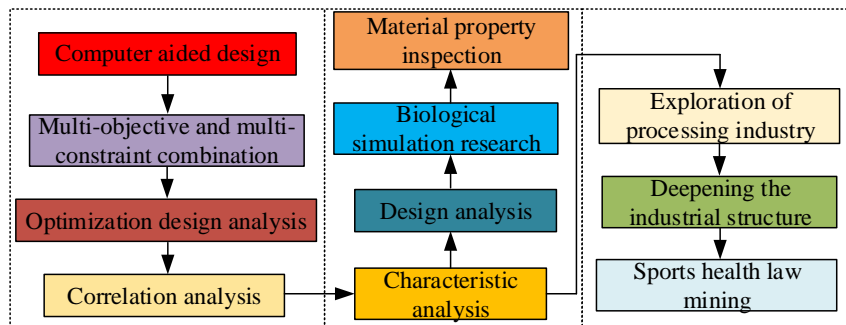 Computer aided design
Multi-objective and multi-
constraint combination
Optimization design analysis
Correlation analysis
Material property
inspection
Biological
simulation research
Design analysis
Characteristic
analysis
Exploration of
processing industry
Deepening the
industrial structure
Sports health law
mining